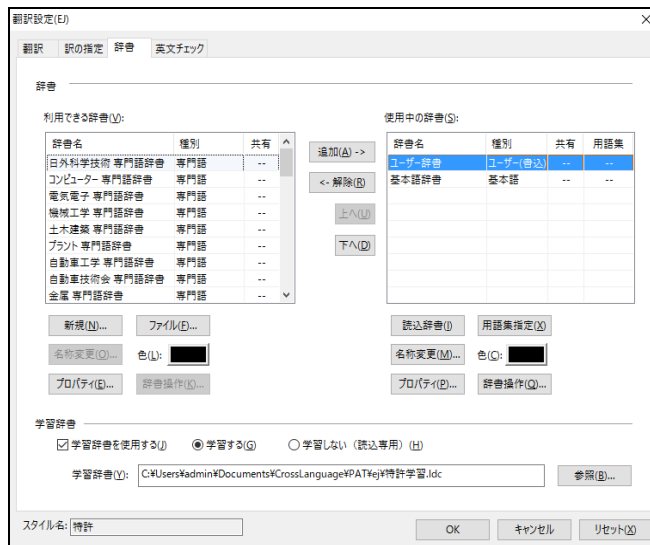 翻訳設定(EJ)
翻訳 訳の指定 辞書 英文チェック
辞書
利用できる辞書(V): 使用中の辞書(S):
辞書名 種別 共有 辞書名 種別 共有 用語集
日外科学技術 専門語辞書 専門語 -- 追加(A) -> ユーザー辞書 ユーザー(書込) -- --
コンピューター 専門語辞書 専門語 -- 基本語辞書 基本語 -- --
電気電子 専門語辞書 専門語 -- <- 解除(R)
機械工学 専門語辞書 専門語 -- 上へ(U)
土木建築 専門語辞書 専門語 --
プラント 専門語辞書 専門語 -- 下へ(D)
自動車工学 専門語辞書 専門語 --
自動車技術会 専門語辞書 専門語 --
金属 専門語辞書 専門語 --
新規(N)... ファイル(F)... 読込辞書(I) 用語集指定(X)
名称変更(O)... 色(L): 名称変更(M)... 色(C):
プロパティ(E)... 辞書操作(K)... プロパティ(P)... 辞書操作(Q)...
学習辞書
学習辞書を使用する(J) 学習する(G) 学習しない（読込専用）(H)
学習辞書(Y): C:¥Users¥admin¥Documents¥CrossLanguage¥PAT¥ej¥特許学習.ldc 参照(B)...
スタイル名: 特許 OK キャンセル リセット(X)